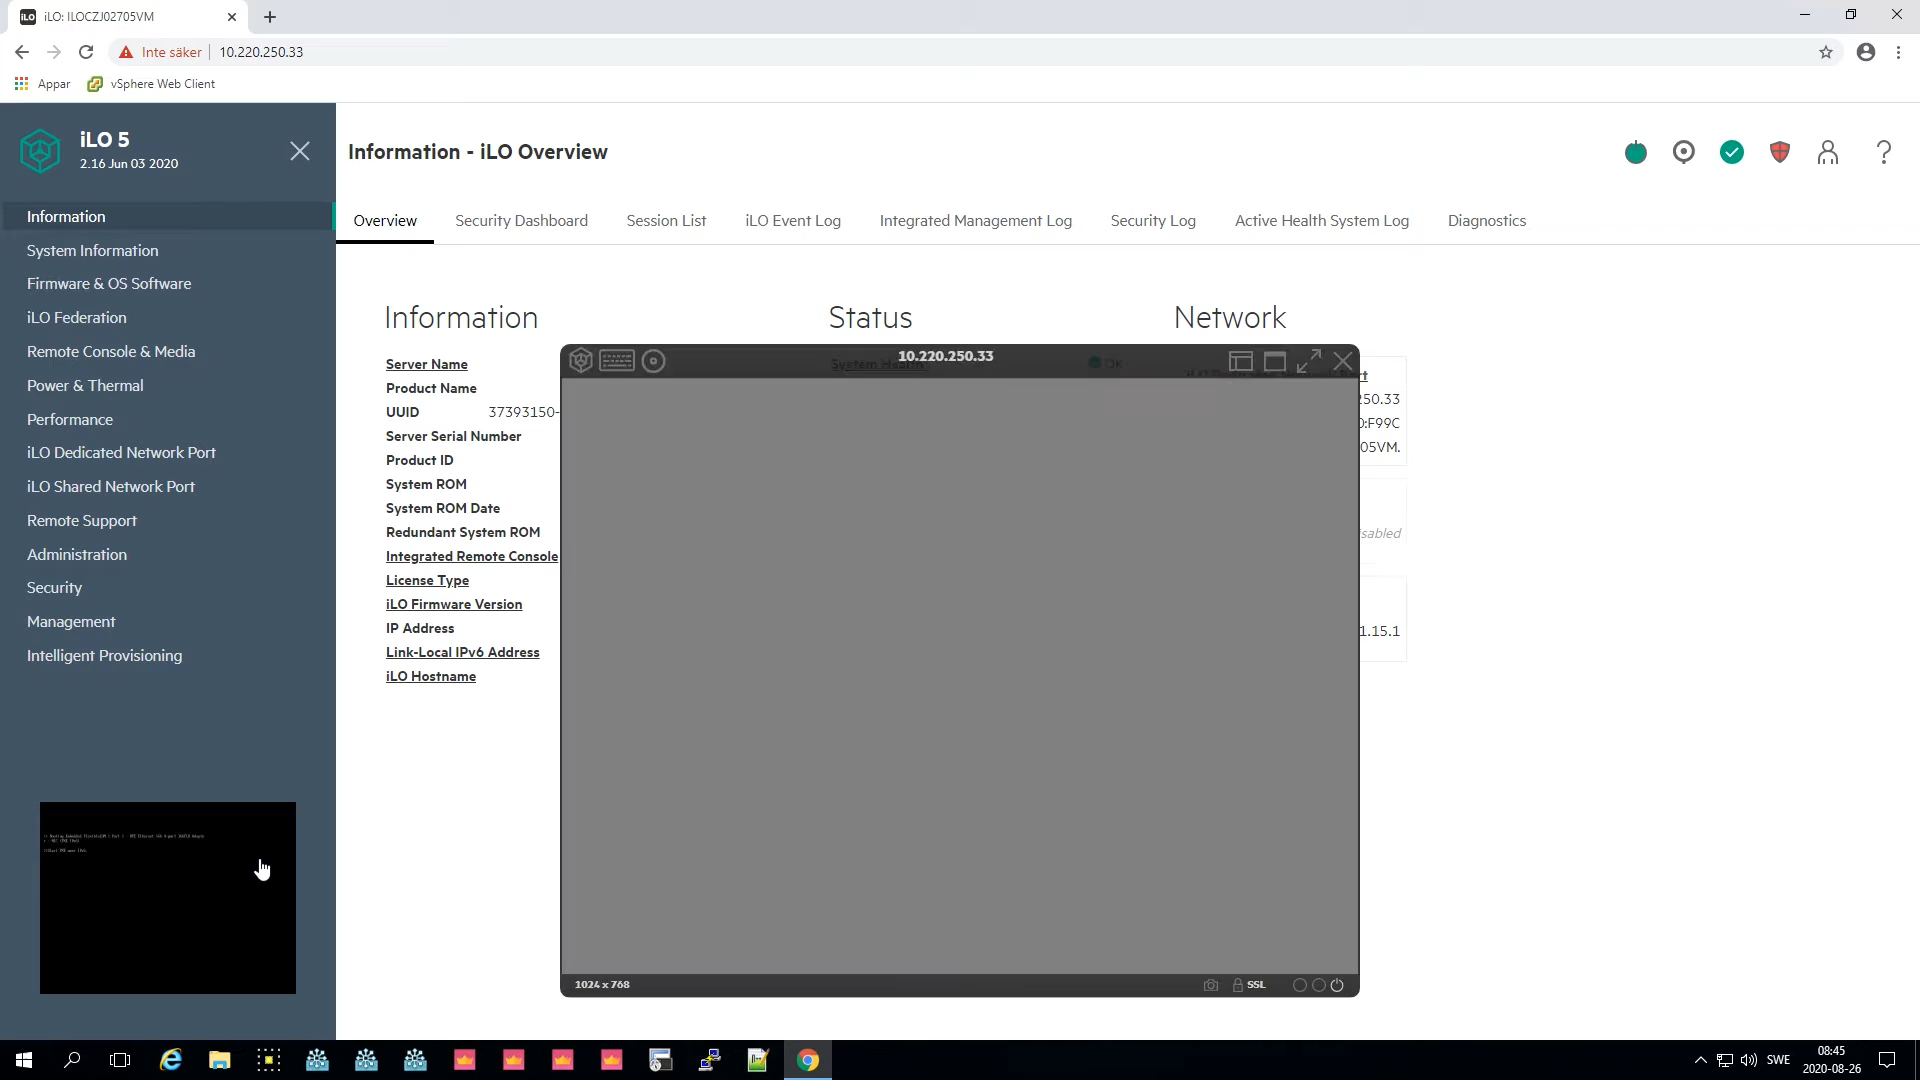 iLO: ILOCZJ02705VM
Inte säker
10.220.250.33
Appar
vSphere Web Client
iLO 5
2.16 Jun 03 2020
Information
System Information
Firmware & OS Software
iLO Federation
Remote Console & Media
Power & Thermal
Performance
iLO Dedicated Network Port
iLO Shared Network Port
Remote Support
Administration
Security
Management
Intelligent Provisioning
Information - iLO Overview
Overview
Security Dashboard
Session List
iLO Event Log
Integrated Management Log
Security Log
Active Health System Log
Diagnostics
Information
Status
Network
Server Name
Product Name
UUID 37393150-
Server Serial Number
Product ID
System ROM
System ROM Date
Redundant System ROM
Integrated Remote Console
License Type
iLO Firmware Version
IP Address
Link-Local IPv6 Address
iLO Hostname
10.220.250.33
System Health
OK
250.33
0:F99C
05VM.
isabled
1.15.1
1024 x 768
SSL
SWE
08:45
2020-08-26